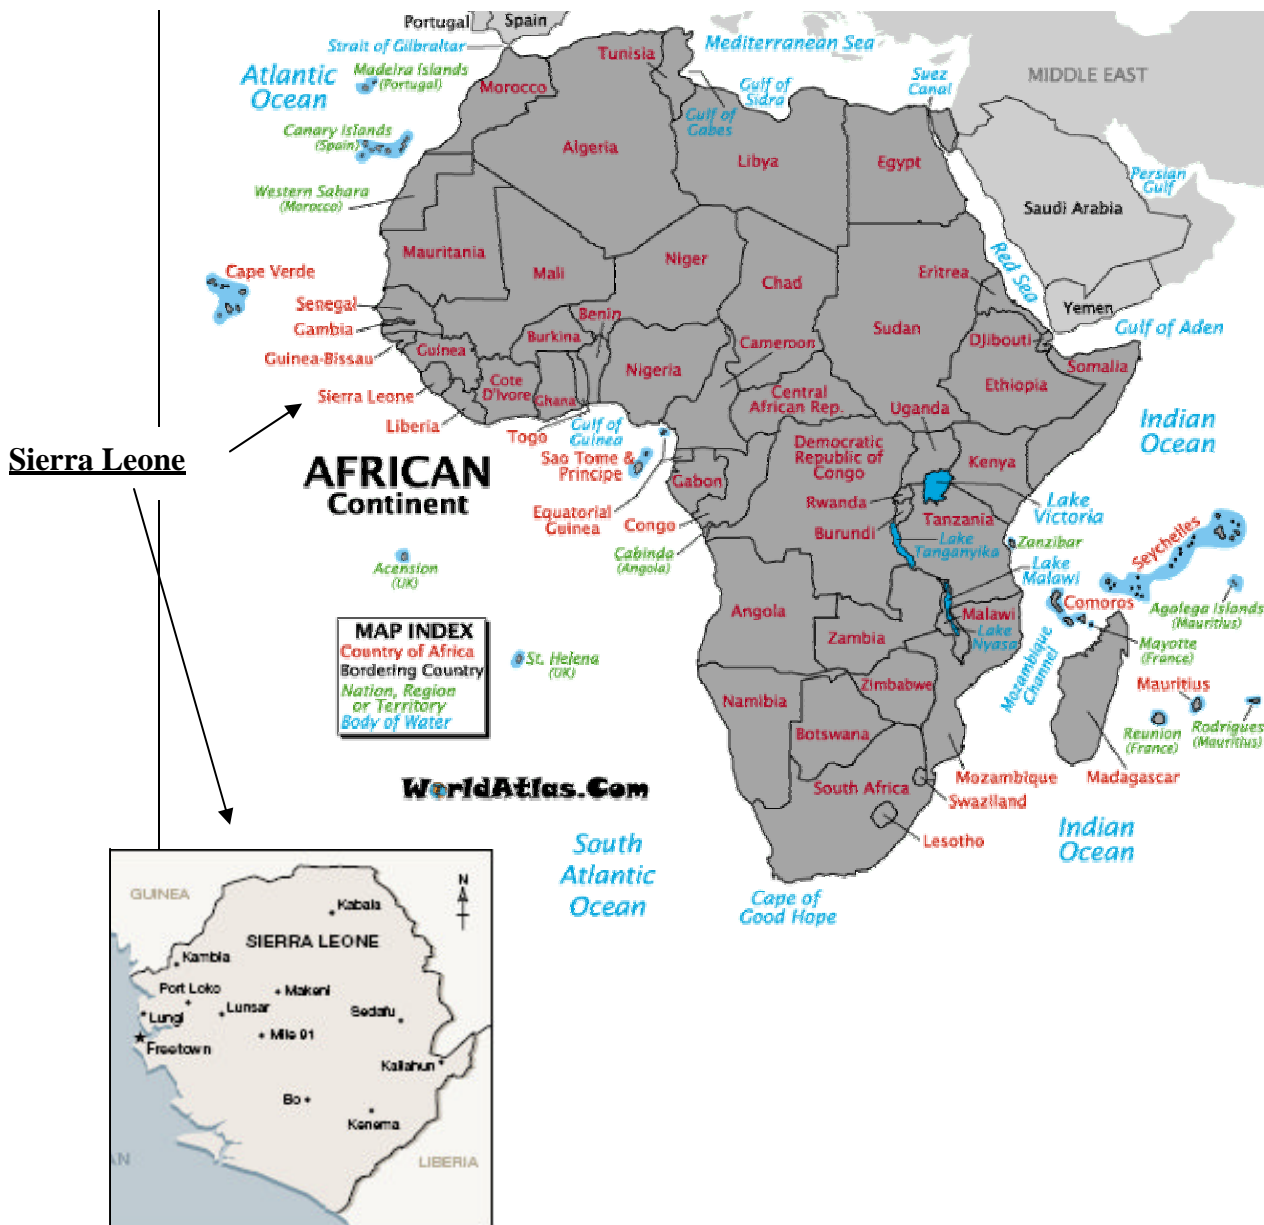 Portugal
Spain
Strait of Gilbraltar
Mediterranean Sea
Atlantic
Ocean
Madeira Islands
(Portugal)
Tunisia
Morocco
Gulf of
Sidra
Gulf of
Gabes
Suez
Canal
MIDDLE EAST
Canary Islands
(Spain)
Algeria
Libya
Egypt
Persian
Gulf
Western Sahara
(Morocco)
Saudi Arabia
Mauritania
Mali
Niger
Chad
Red Sea
Cape Verde
Eritrea
Senegal
Yemen
Gambia
Benin
Burkina
Sudan
Djibouti
Gulf of Aden
Guinea-Bissau
Guinea
Cameroon
Somalia
Nigeria
Cote
D'Ivore
Ghana
Central
African Rep.
Ethiopia
Sierra Leone
Uganda
Liberia
Togo
Gulf of
Guinea
Indian
Ocean
Sierra Leone
AFRICAN
Continent
Sao Tome &
Principe
Democratic
Republic of
Congo
Kenya
Gabon
Rwanda
Lake
Victoria
Equatorial
Guinea
Congo
Burundi
Tanzania
Cabinda
(Angola)
Lake
Tanganyika
Zanzibar
Seychelles
Acension
(UK)
Lake
Malawi
Angola
Malawi
Comoros
Agalega Islands
(Mauritius)
MAP INDEX
Country of Africa
Bordering Country
Nation, Region
or Territory
Body of Water
Zambia
Lake
Nyasa
Mayotte
(France)
St. Helena
(UK)
Mozambique
Channel
Namibia
Zimbabwe
Mauritius
Botswana
Reunion
(France)
Rodrigues
(Mauritius)
WorldAtlas.Com
South Africa
Mozambique
Madagascar
Swaziland
Lesotho
Indian
Ocean
South
Atlantic
Ocean
Cape of
Good Hope
GUINEA
N
Kabala
SIERRA LEONE
Kambia
Port Loko
Makeni
Lungi
Lunsar
Sedafu
Mile 91
Freetown
Kailahun
Bo
Kenema
AN
LIBERIA